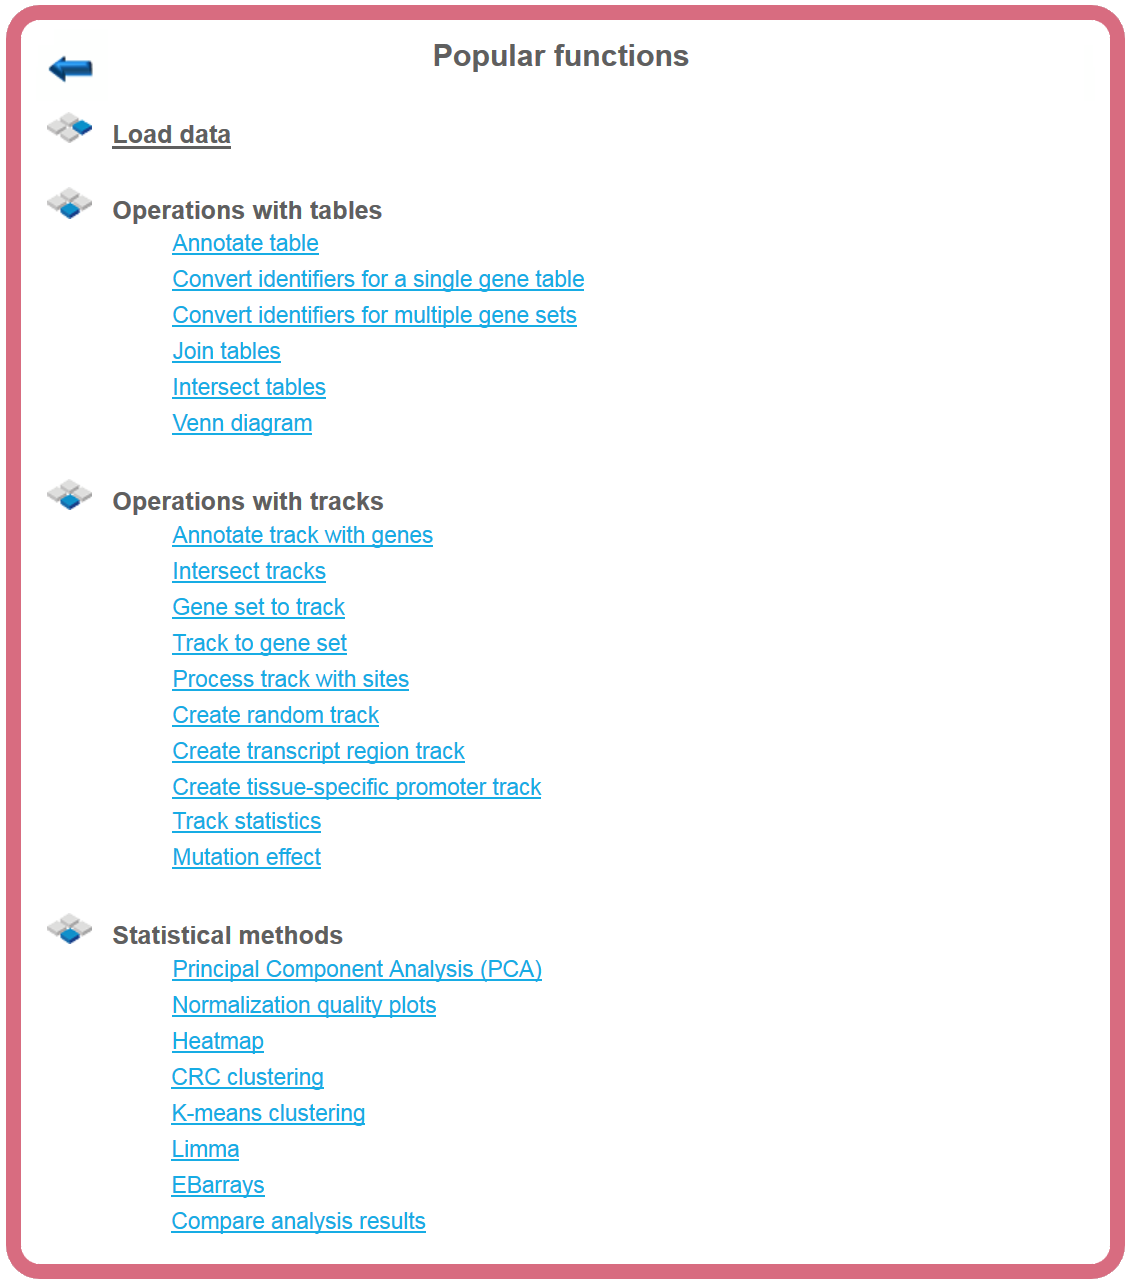 Popular functions
Load data
Operations with tables
Annotate table
Convert identifiers for a single gene table
Convert identifiers for multiple gene sets
Join tables
Intersect tables
Venn diagram
Operations with tracks
Annotate track with genes
Intersect tracks
Gene set to track
Track to gene set
Process track with sites
Create random track
Create transcript region track
Create tissue-specific promoter track
Track statistics
Mutation effect
Statistical methods
Principal Component Analysis (PCA)
Normalization quality plots
Heatmap
CRC clustering
K-means clustering
Limma
EBarrays
Compare analysis results